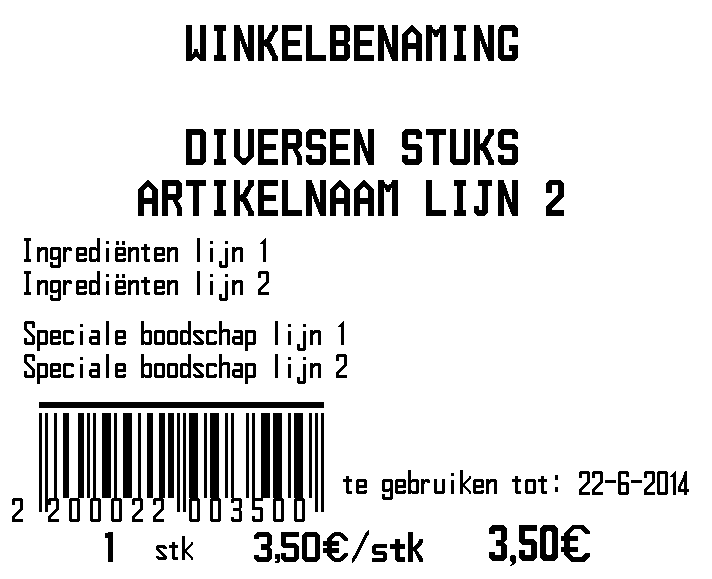 WINKELBENAMING
DIVERSEN STUKS
ARTIKELNAAM LIJN 2
Ingrediënten lijn 1
Ingrediënten lijn 2
Speciale boodschap lijn 1
Speciale boodschap lijn 2
te gebruiken tot: 22-6-2014
2 200022 003500
1 stk 3,50€/stk 3,50€